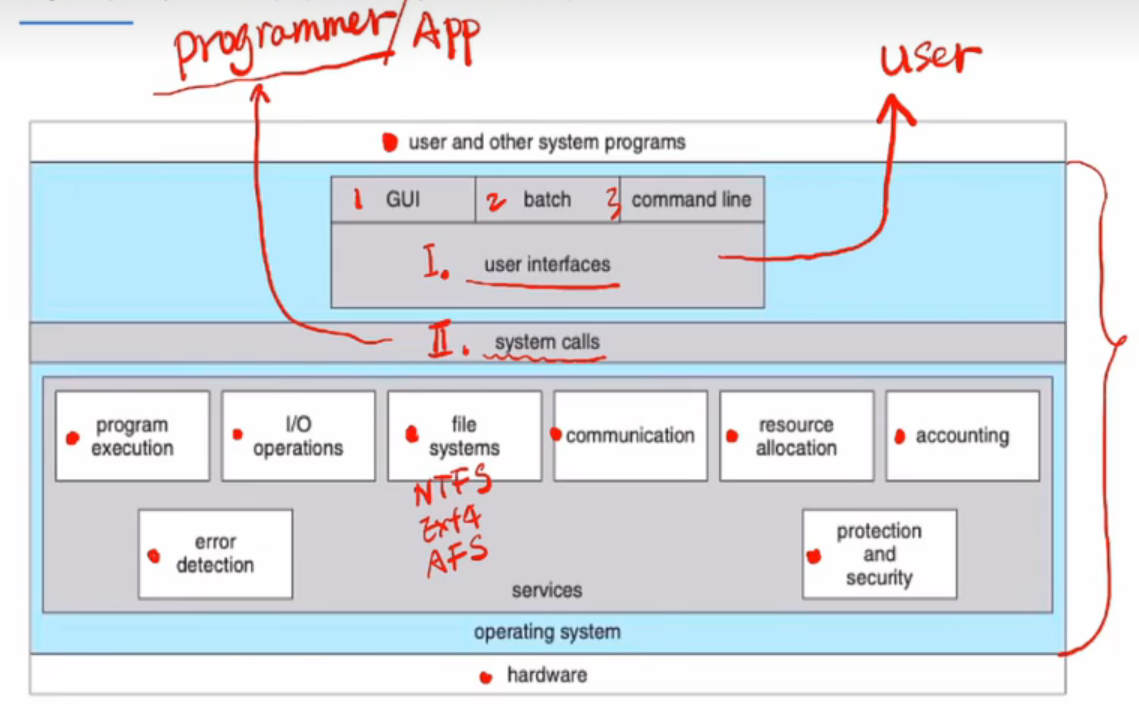 programmer/App
user
user and other system programs
1 GUI 2 batch 3 command line
I. user interfaces
II. system calls
program execution
I/O operations
file systems
communication
resource allocation
accounting
NTFS
Ext4
AFS
error detection
protection and security
services
operating system
hardware